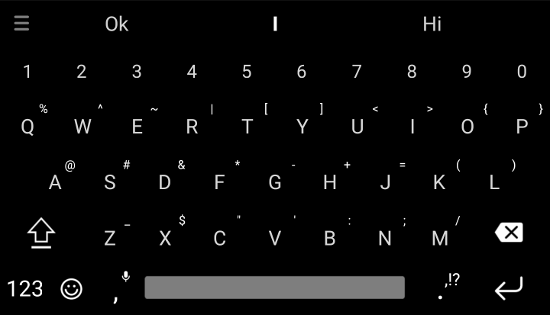 Ok I Hi
1 2 3 4 5 6 7 8 9 0
% ^ ~ | [ ] < > { }
Q W E R T Y U I O P
@ # & * - + = ( )
A S D F G H J K L
_ $ " ' : ; /
Z X C V B N M
,!?
123 , .